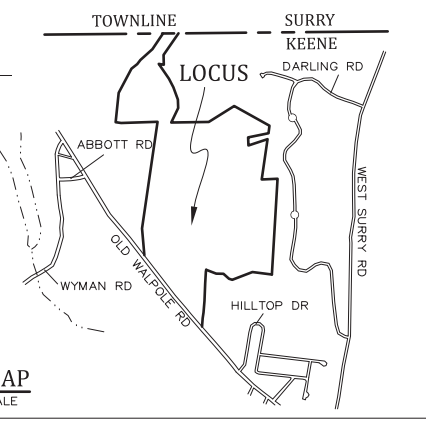 TOWNLINE SURRY
KEENE
DARLING RD
LOCUS
ABBOTT RD
WEST SURRY RD
OLD WALPOLE RD
WYMAN RD
HILLTOP DR
AP
ALE